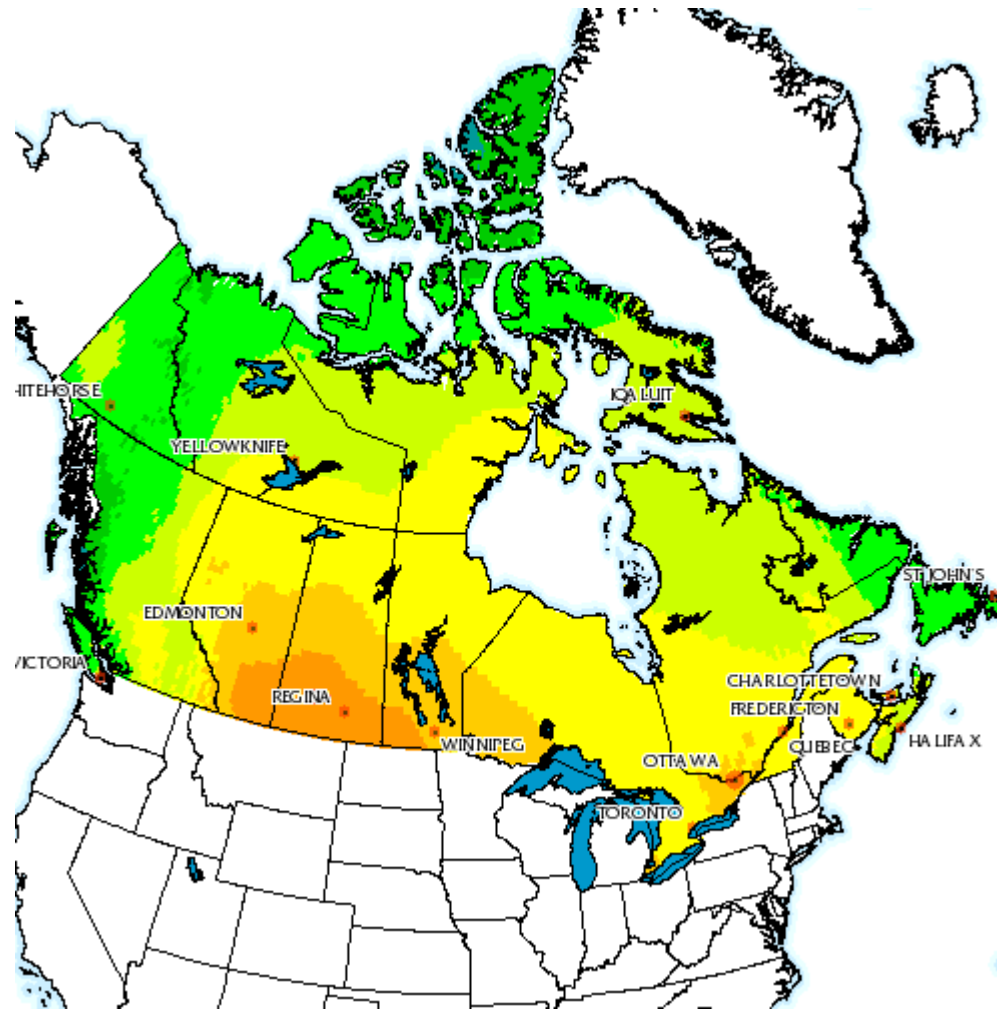 HITEHORSE
IQALUIT
YELLOWKNIFE
ST JOHN'S
EDMONTON
VICTORIA
CHARLOTTETOWN
REGINA
FREDERICTON
WINNIPEG
QUEBEC
HALIFAX
OTTAWA
TORONTO